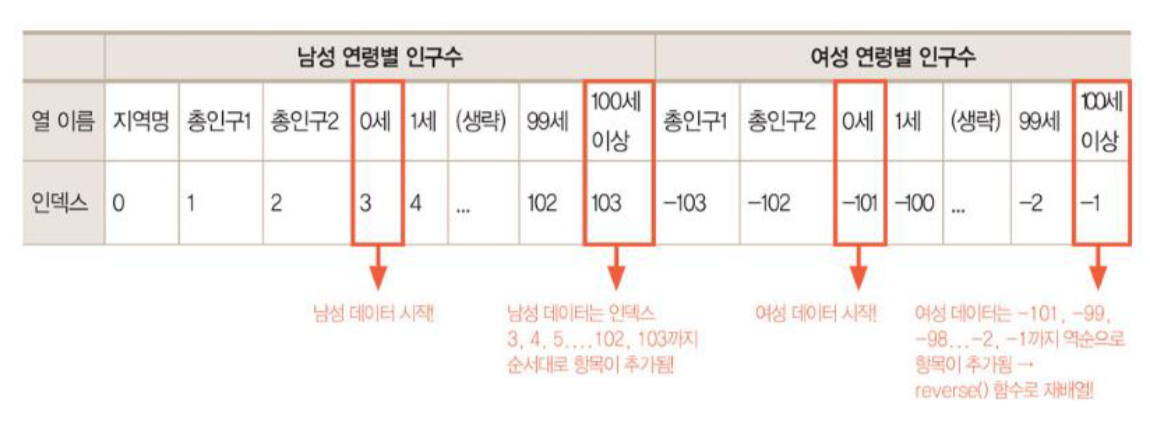 남성 연령별 인구수 여성 연령별 인구수
열 이름 지역명 총인구1 총인구2 0세 1세 (생략) 99세 100세 이상 총인구1 총인구2 0세 1세 (생략) 99세 100세 이상
인덱스 0 1 2 3 4 ... 102 103 -103 -102 -101 -100 ... -2 -1
남성 데이터 시작!
남성 데이터는 인덱스
3, 4, 5....102, 103까지
순서대로 항목이 추가됨!
여성 데이터 시작!
여성 데이터는 -101, -99,
-98...-2, -1까지 역순으로
항목이 추가됨 →
reverse() 함수로 재배열!